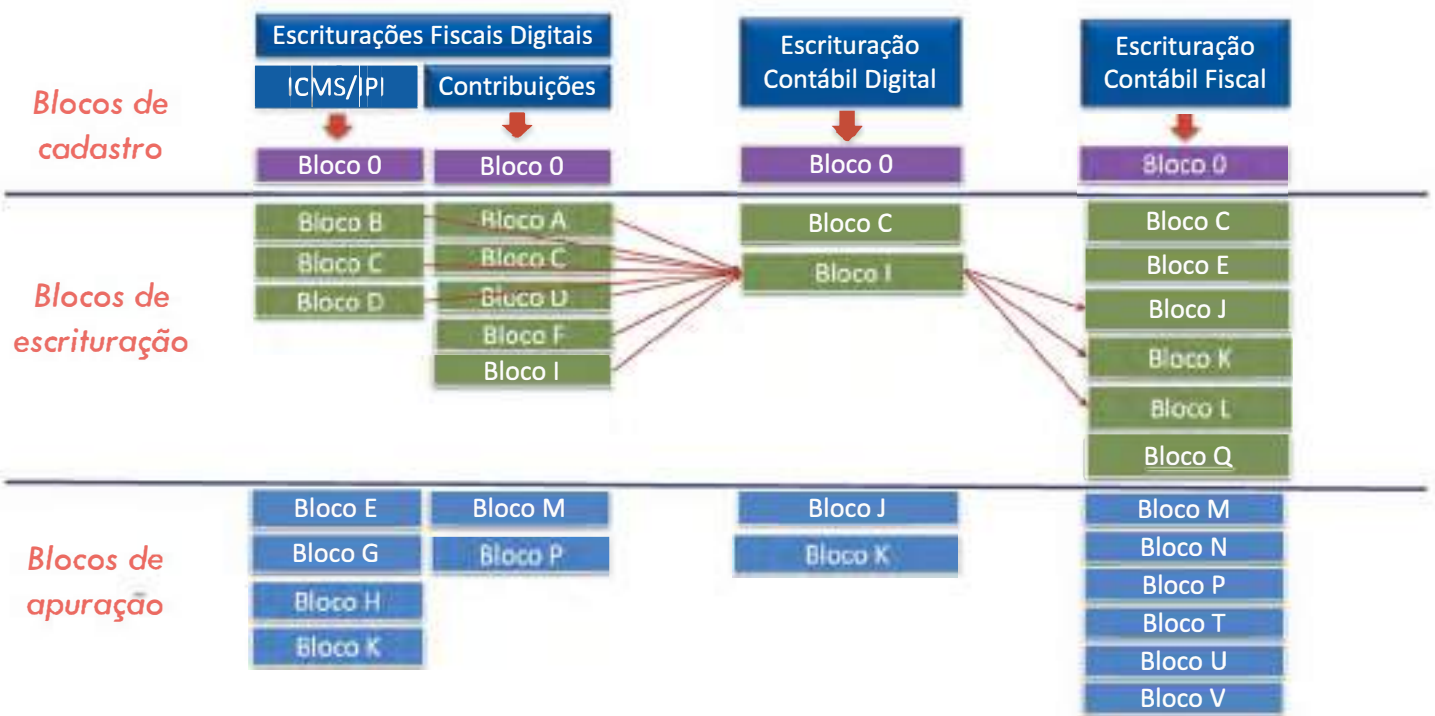 Escriturações Fiscais Digitais
ICMS/IPI
Contribuições
Escrituração
Contábil Digital
Escrituração
Contábil Fiscal
Blocos de
cadastro
Bloco 0
Bloco 0
Bloco 0
Bloco 0
Blocos de
escrituração
Bloco B
Bloco C
Bloco D
Bloco A
Bloco C
Bloco D
Bloco F
Bloco I
Bloco C
Bloco I
Bloco C
Bloco E
Bloco J
Bloco K
Bloco L
Bloco Q
Blocos de
apuração
Bloco E
Bloco G
Bloco H
Bloco K
Bloco M
Bloco P
Bloco J
Bloco K
Bloco M
Bloco N
Bloco P
Bloco T
Bloco U
Bloco V